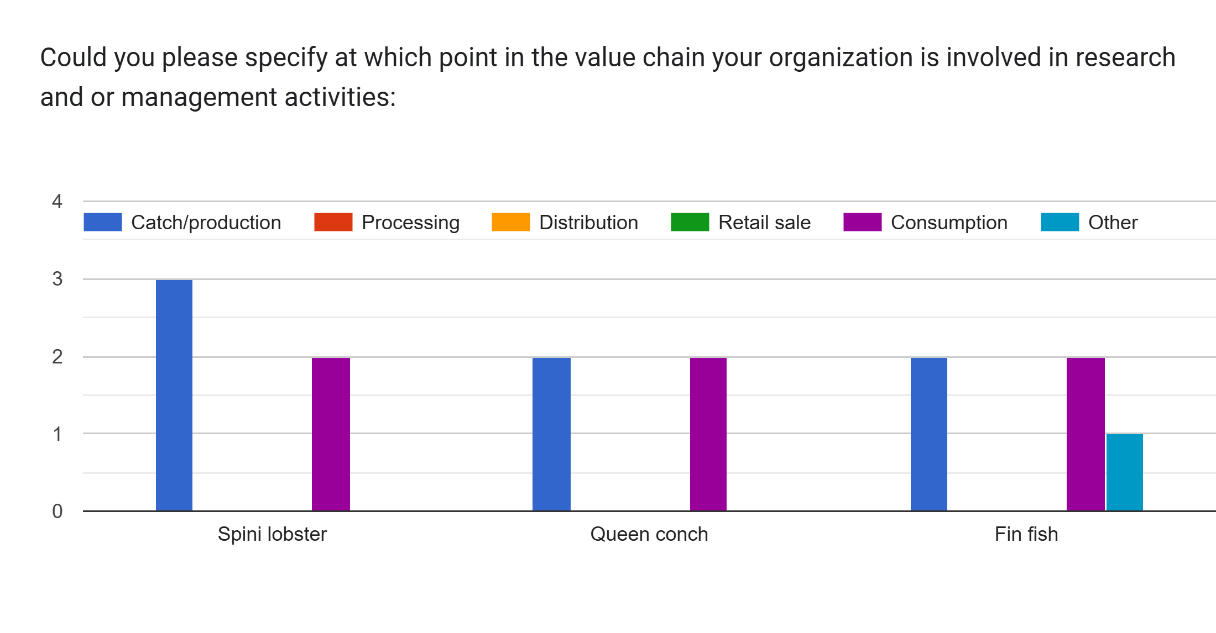 Could you please specify at which point in the value chain your organization is involved in research
and or management activities:
4
Catch/production Processing Distribution Retail sale Consumption Other
3
2
1
0
Spini lobster Queen conch Fin fish